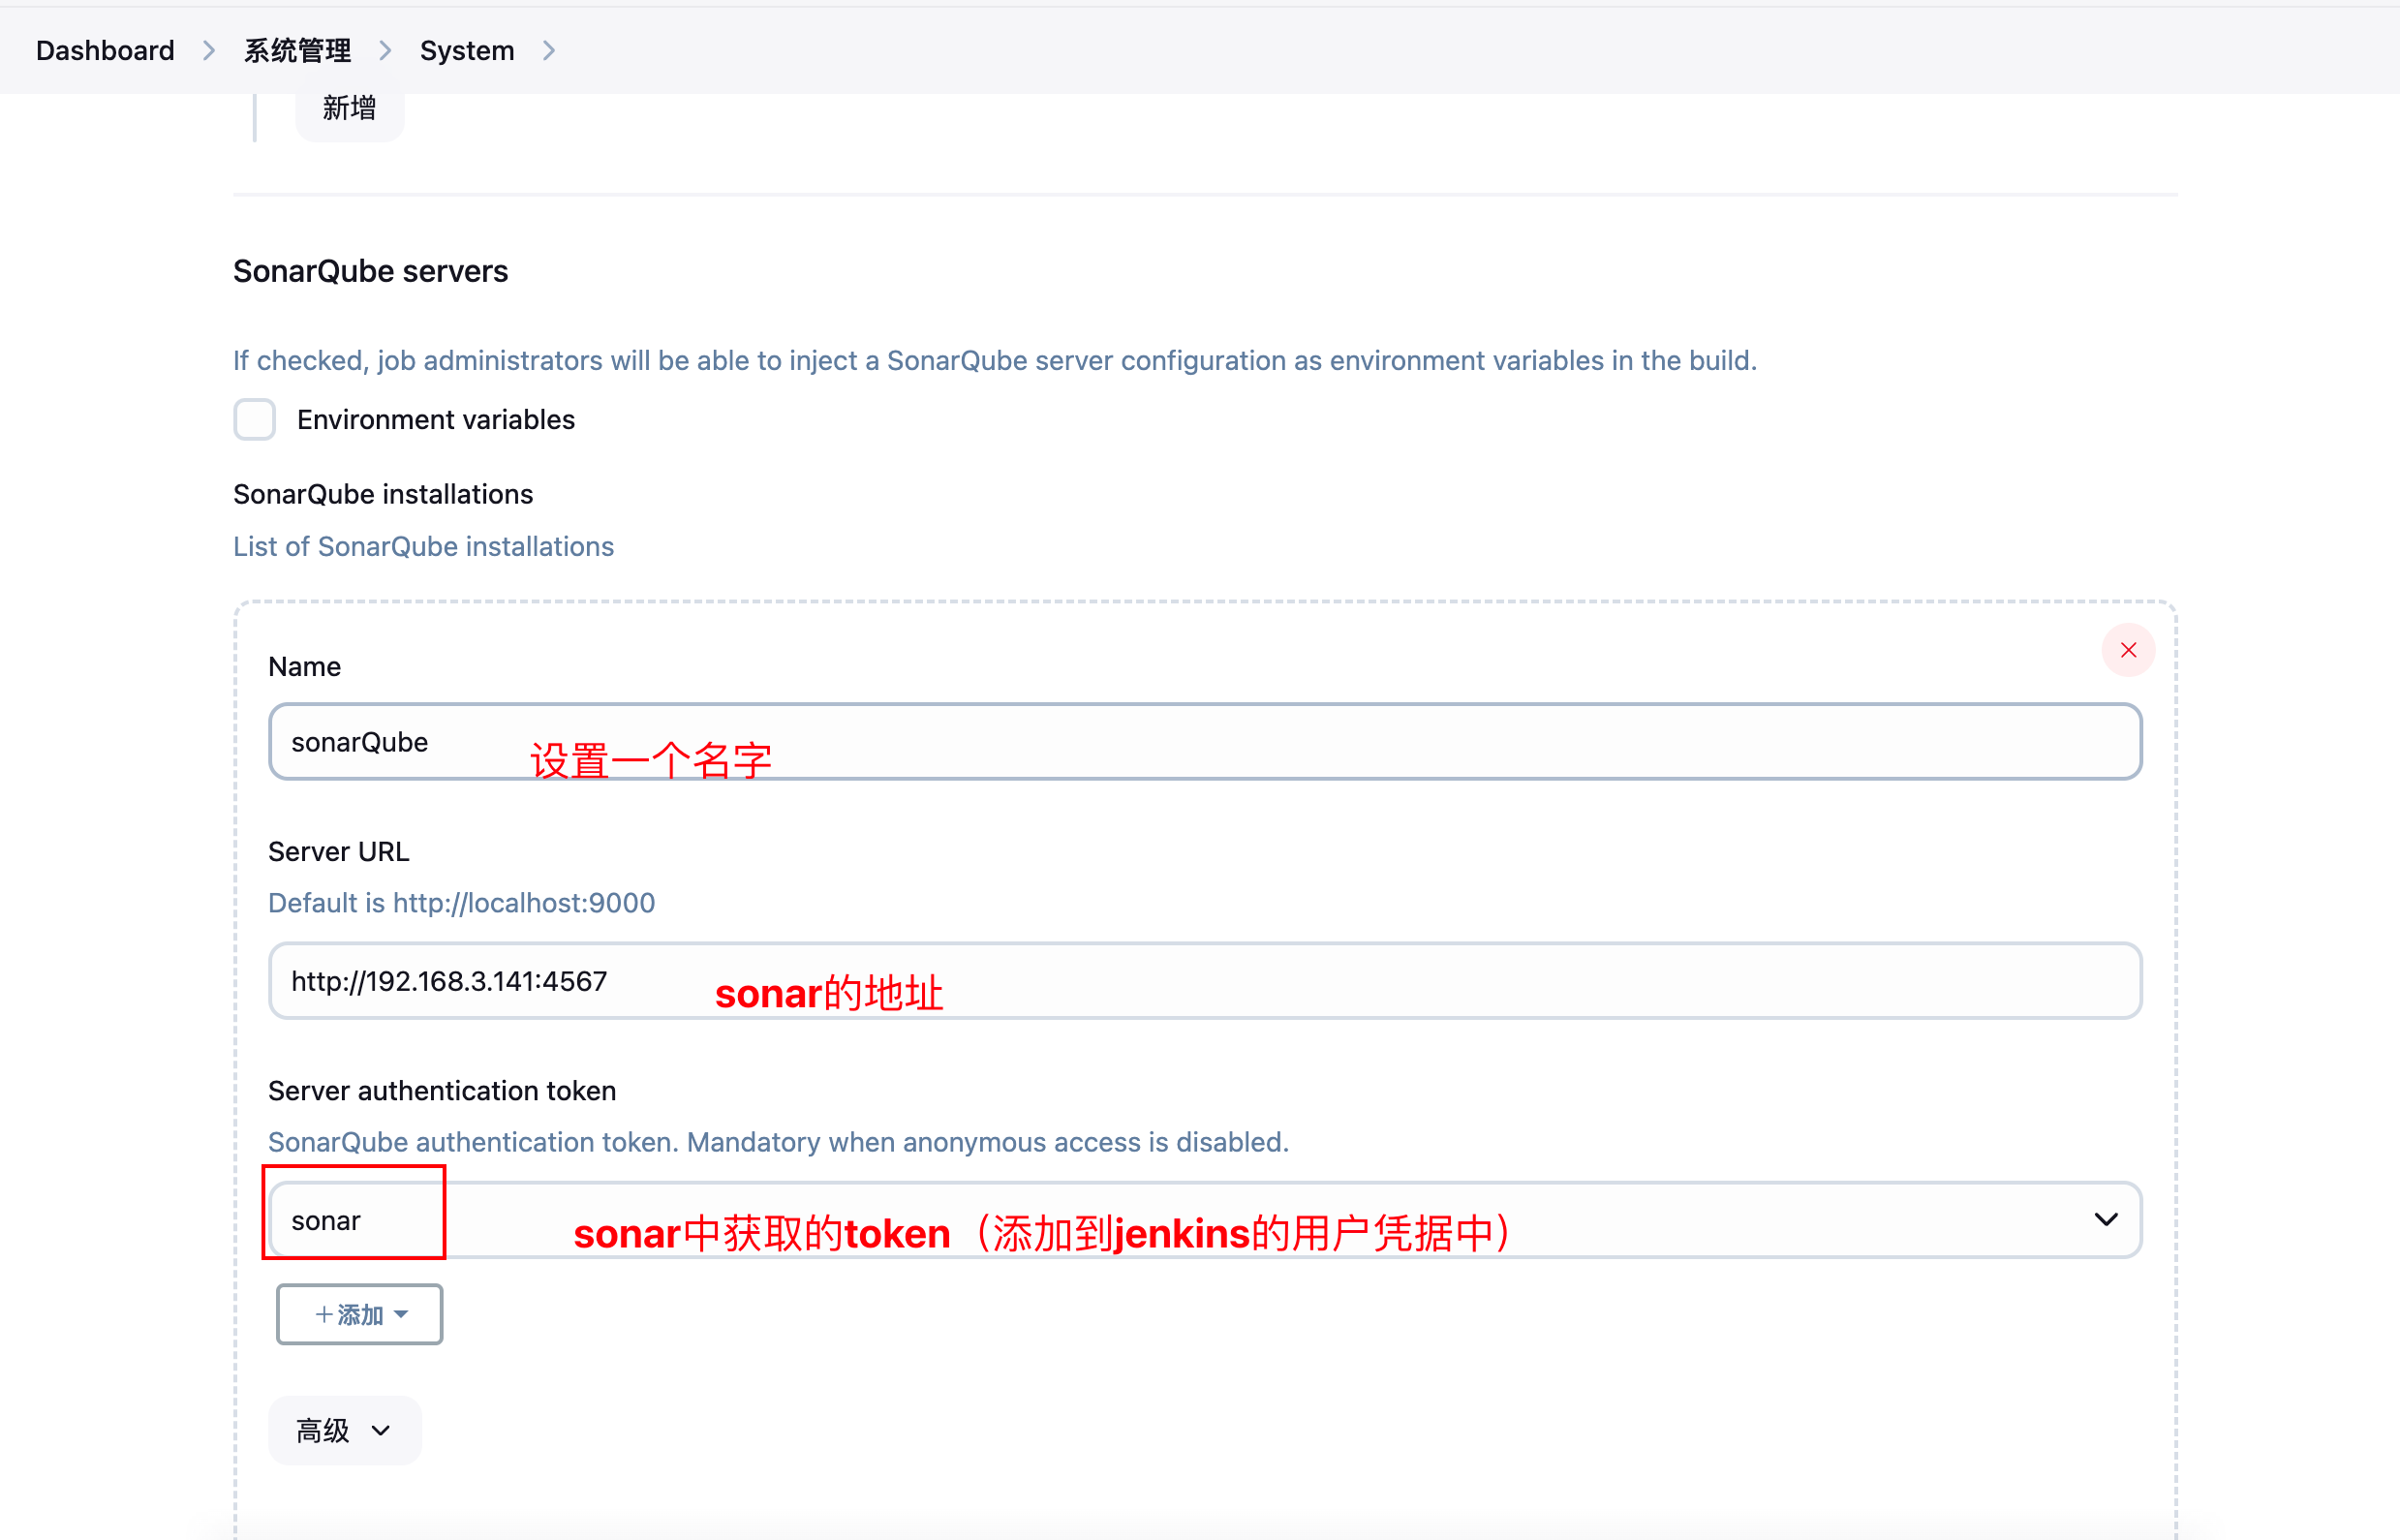 Dashboard > 系统管理 > System >
新增
SonarQube servers
If checked, job administrators will be able to inject a SonarQube server configuration as environment variables in the build.
Environment variables
SonarQube installations
List of SonarQube installations
Name
sonarQube
设置一个名字
Server URL
Default is http://localhost:9000
http://192.168.3.141:4567
sonar的地址
Server authentication token
SonarQube authentication token. Mandatory when anonymous access is disabled.
sonar
sonar中获取的token（添加到jenkins的用户凭据中）
+添加
高级